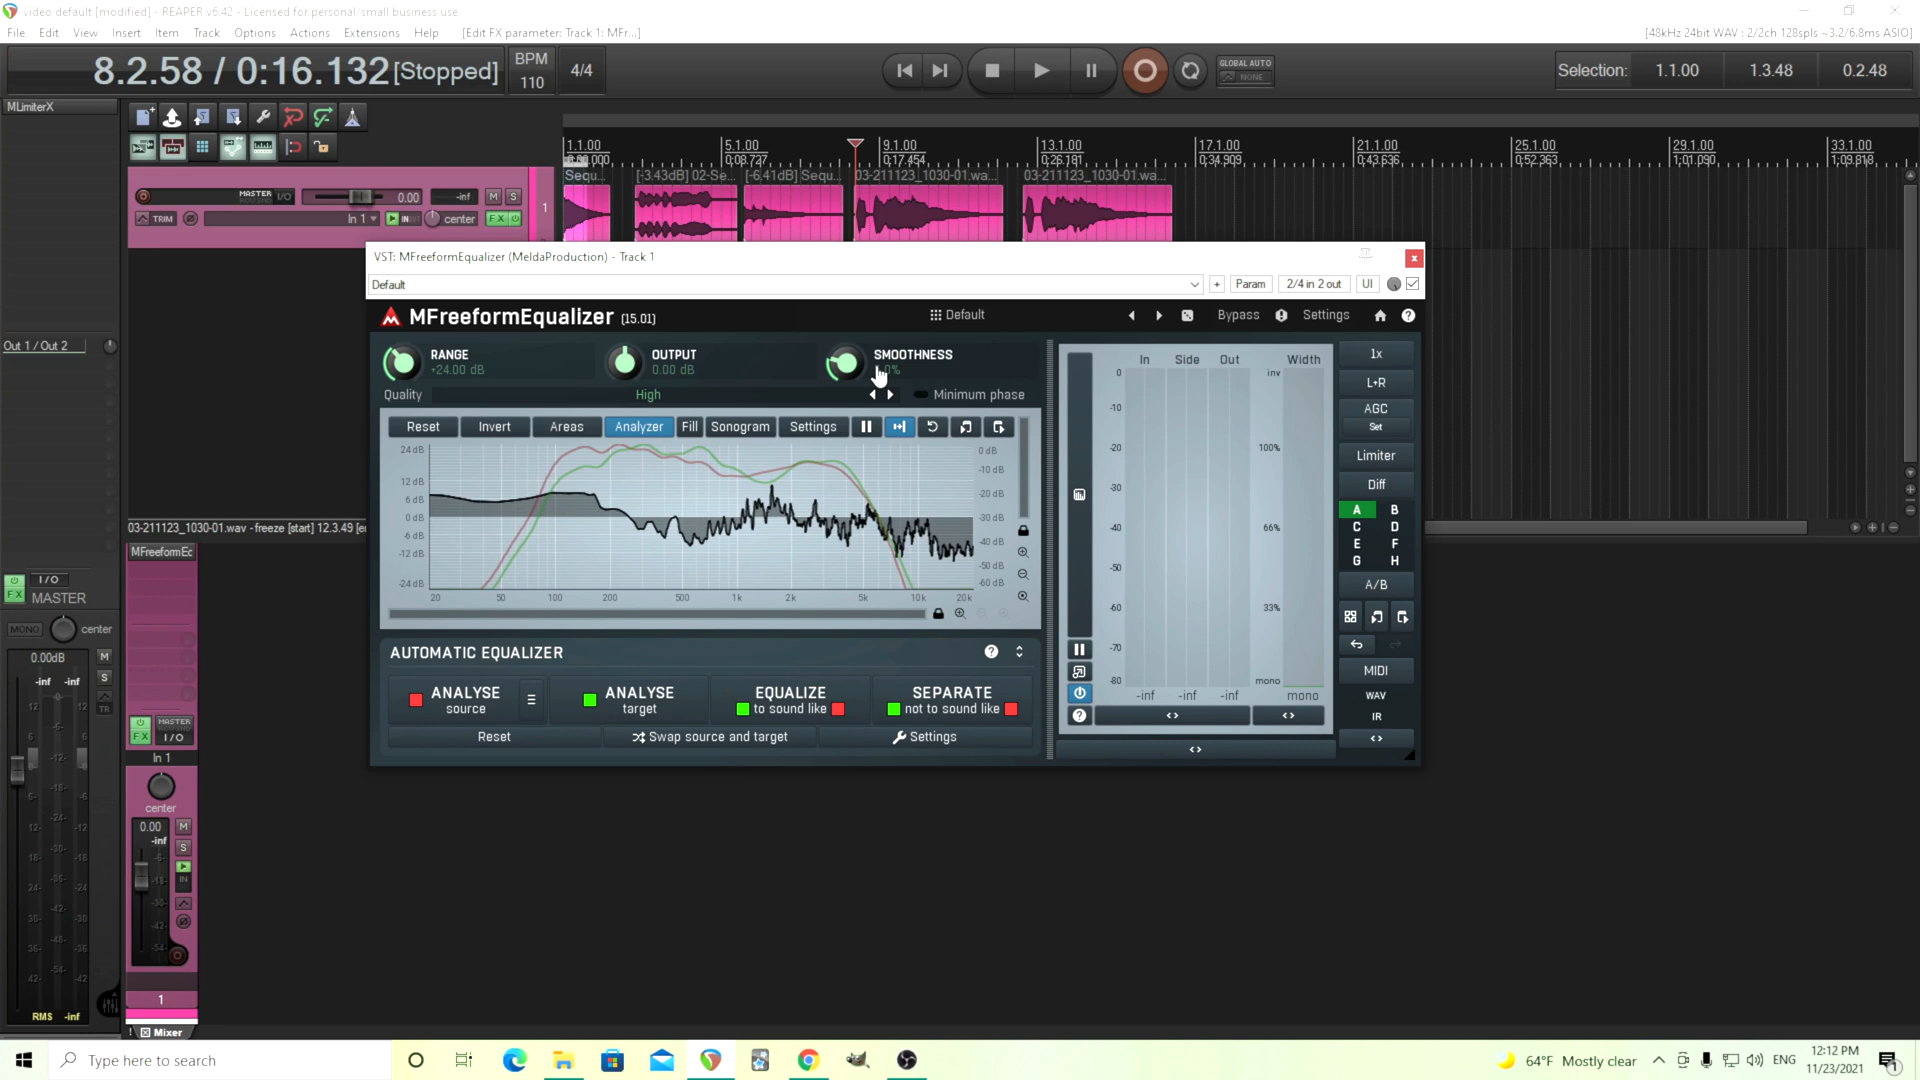 video default [modified] - REAPER v6.42 - Licensed for personal/small business use
File Edit View Insert Item Track Options Actions Extensions Help [Edit FX parameter: Track 1: MFr...]
[48kHz 24bit WAV : 2/2ch 128spls ~3.2/6.8ms ASIO]
8.2.58 / 0:16.132 [Stopped]
BPM
110
4/4
GLOBAL AUTO
NONE
Selection: 1.1.00 1.3.48 0.2.48
MLimiterX
1.1.00 5.1.00 9.1.00 13.1.00 17.1.00 21.1.00 25.1.00 29.1.00 33.1.00
0:00.000 0:08.727 0:17.454 0:26.181 0:34.909 0:43.636 0:52.363 1:01.090 1:09.818
Sequ... [-3.43dB] 02-Se... [-6.41dB] Sequ... 03-211123_1030-01.wa... 03-211123_1030-01.wa...
MASTER I/O 0.00 -inf M S
TRIM In 1 IN center FX
1
VST: MFreeformEqualizer (MeldaProduction) - Track 1
x
Default + Param 2/4 in 2 out UI
MFreeformEqualizer (15.01) Default Bypass Settings
RANGE
+24.00 dB
OUTPUT
0.00 dB
SMOOTHNESS
Quality High Minimum phase
Reset Invert Areas Analyzer Fill Sonogram Settings
24 dB
12 dB
6 dB
0 dB
-6 dB
-12 dB
-24 dB
0 dB
-10 dB
-20 dB
-30 dB
-40 dB
-50 dB
-60 dB
20 50 100 200 500 1k 2k 5k 10k 20k
AUTOMATIC EQUALIZER
ANALYSE
source
ANALYSE
target
EQUALIZE
to sound like
SEPARATE
not to sound like
Reset Swap source and target Settings
In Side Out Width
0
-10
-20
-30
-40
-50
-60
-70
-80
inv
100%
66%
33%
mono
-inf -inf -inf mono
1x
L+R
AGC
Set
Limiter
Diff
A B
C D
E F
G H
A/B
MIDI
WAV
IR
Out 1 / Out 2
03-211123_1030-01.wav - freeze [start] 12.3.49 [e
MFreeformEc
I/O
FX MASTER
MONO center
0.00dB M
-inf -inf S
TR
RMS -inf
FX
MASTER
I/O
In 1
center
0.00 M
-inf S
IN
1
Mixer
Type here to search
64°F Mostly clear ENG
12:12 PM
11/23/2021
1